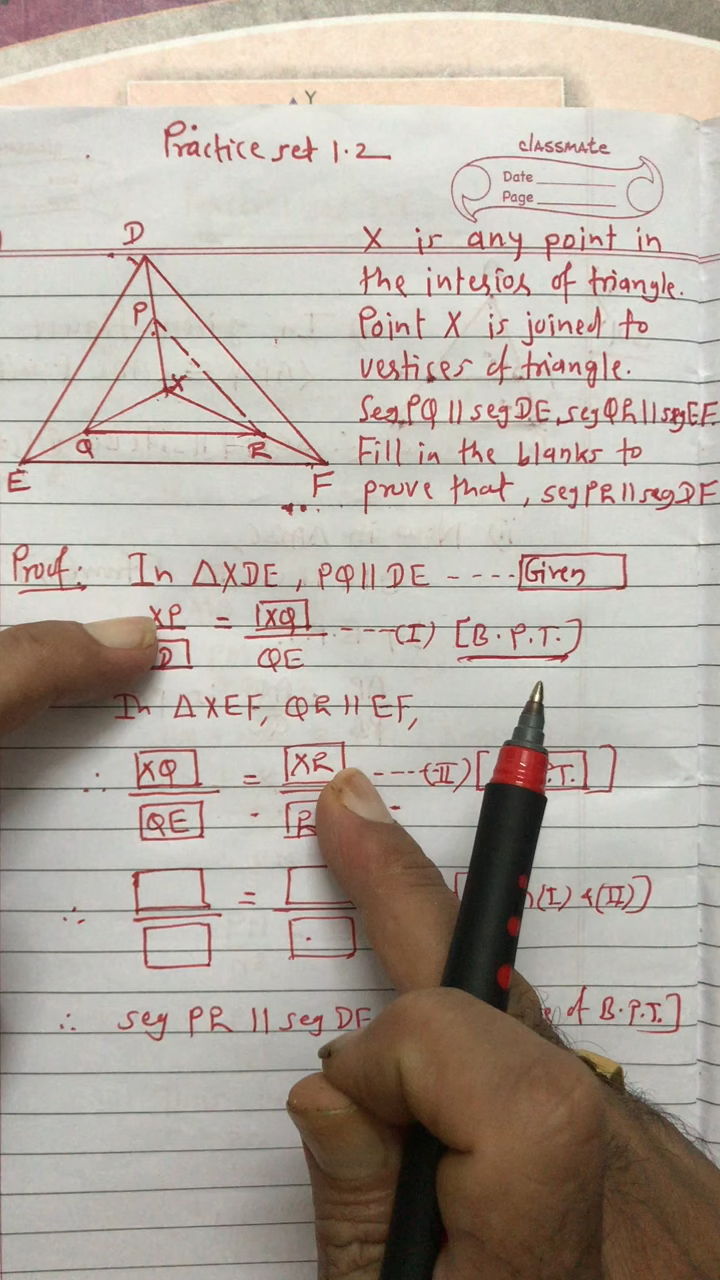 Y
Practice set 1.2
classmate
Date
Page
D
P
R
X
Q
R
E
F
X is any point in
the interior of triangle.
Point X is joined to
vertices of triangle.
Seg PQ || seg DE, seg QR || seg EF
Fill in the blanks to
prove that, seg PR || seg DF
Proof: In △XDE, PQ || DE ---- Given
XP = XQ ---- (I) [B.P.T.]
D QE
In △XEF, QR || EF,
∴ XQ = XR ---- (II) [ P.T. ]
QE
∴ = (I) & (II)]
∴ seg PR || seg DF of B.P.T.]